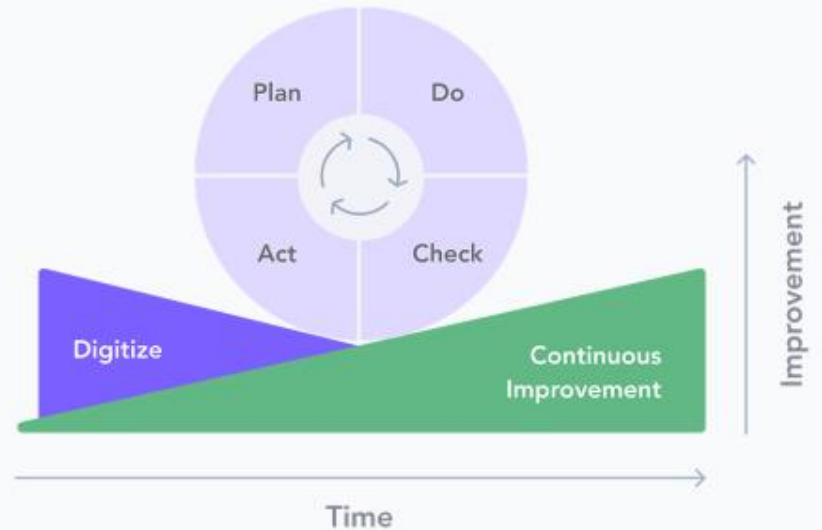 Plan
Do
Act
Check
Digitize
Continuous
Improvement
Improvement
Time